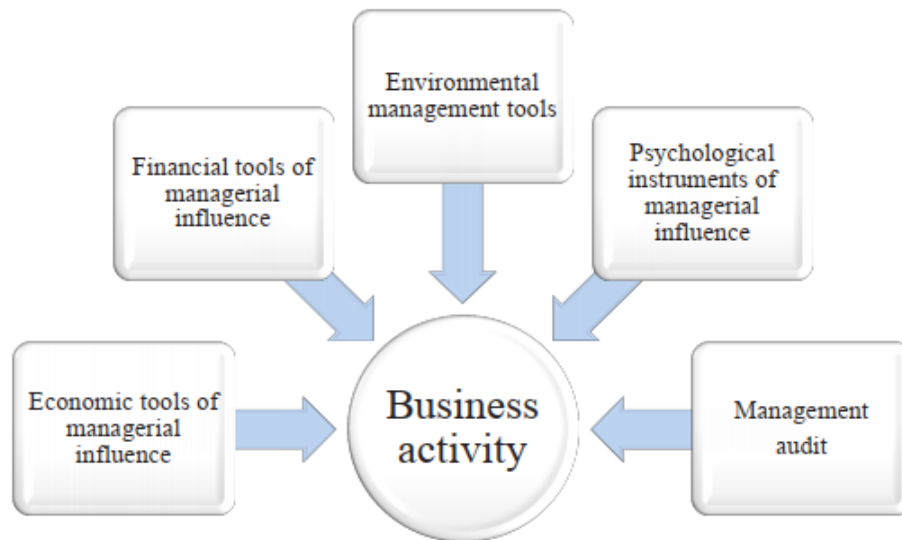 Environmental
management tools
Financial tools of
managerial
influence
Psychological
instruments of
managerial
influence
Economic tools of
managerial
influence
Business
activity
Management
audit